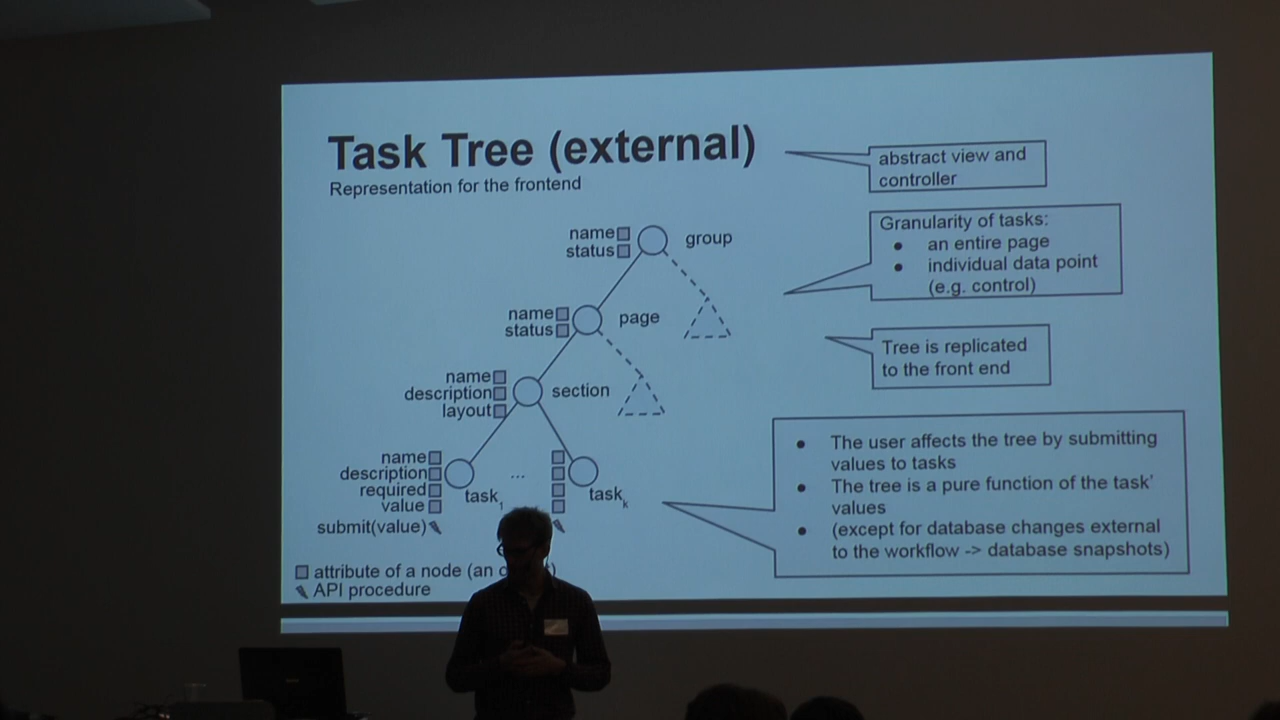 Task Tree (external)
Representation for the frontend
abstract view and
controller
name
status
group
Granularity of tasks:
● an entire page
● individual data point
(e.g. control)
name
status
page
Tree is replicated
to the front end
name
description
layout
section
name
description
required
value
submit(value)
task1
...
taskk
● The user affects the tree by submitting
values to tasks
● The tree is a pure function of the task'
values
● (except for database changes external
to the workflow -> database snapshots)
attribute of a node (an
API procedure